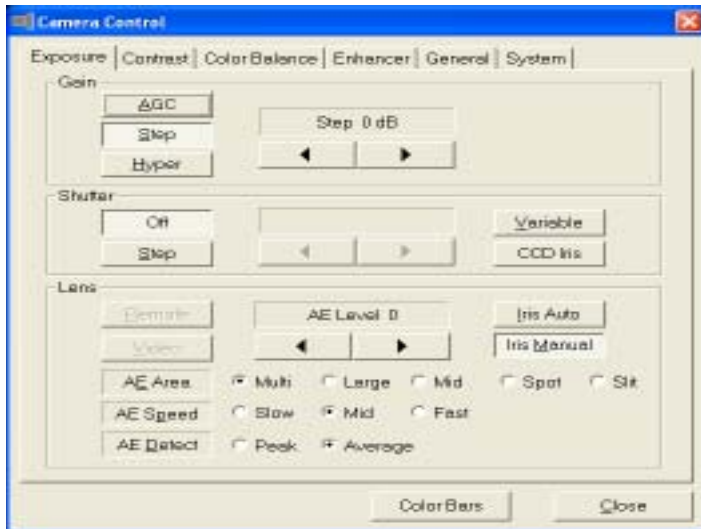 Camera Control
Exposure Contrast Color Balance Enhancer General System
Gain
AGC
Step
Hyper
Step 0 dB
Shutter
Off
Step
Variable
CCD Iris
Lens
Remote
Video
AE Level 0
Iris Auto
Iris Manual
AE Area Multi Large Mid Spot Slit
AE Speed Slow Mid Fast
AE Detect Peak Average
Color Bars Close